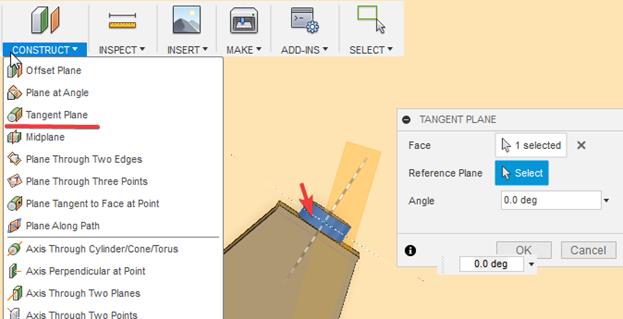 CONSTRUCT ▾ INSPECT ▾ INSERT ▾ MAKE ▾ ADD-INS ▾ SELECT ▾
Offset Plane
Plane at Angle
Tangent Plane
Midplane
Plane Through Two Edges
Plane Through Three Points
Plane Tangent to Face at Point
Plane Along Path
Axis Through Cylinder/Cone/Torus
Axis Perpendicular at Point
Axis Through Two Planes
Axis Through Two Points
TANGENT PLANE
Face 1 selected
Reference Plane Select
Angle 0.0 deg
OK Cancel
0.0 deg